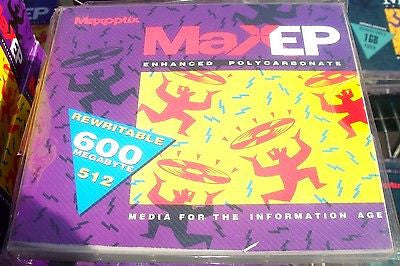 Maxoptix
MaXEP
ENHANCED POLYCARBONATE
REWRITABLE
600
MEGABYTE
512
MEDIA FOR THE INFORMATION AGE
1GB